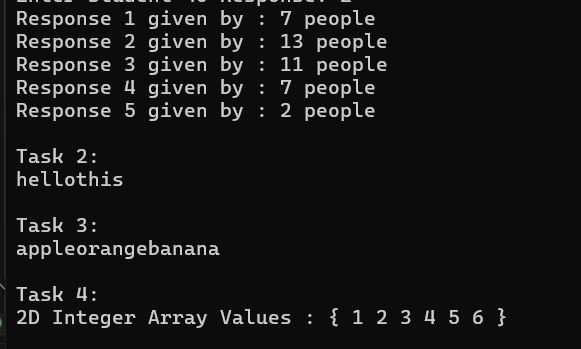 Response 1 given by : 7 people
Response 2 given by : 13 people
Response 3 given by : 11 people
Response 4 given by : 7 people
Response 5 given by : 2 people
Task 2:
hellothis
Task 3:
appleorangebanana
Task 4:
2D Integer Array Values : { 1 2 3 4 5 6 }